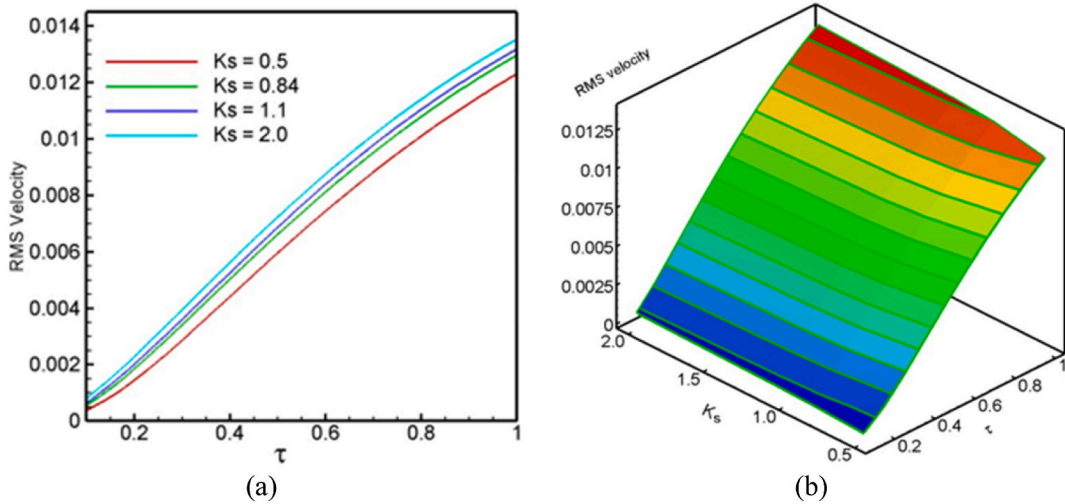 0.014
0.012
0.01
0.008
0.006
0.004
0.002
0
RMS Velocity
Ks = 0.5
Ks = 0.84
Ks = 1.1
Ks = 2.0
0.2
0.4
0.6
0.8
1
τ
(a)
RMS velocity
0.0125
0.01
0.0075
0.005
0.0025
0
2.0
1.5
1.0
0.5
Ks
0.2
0.4
0.6
0.8
1
τ
(b)